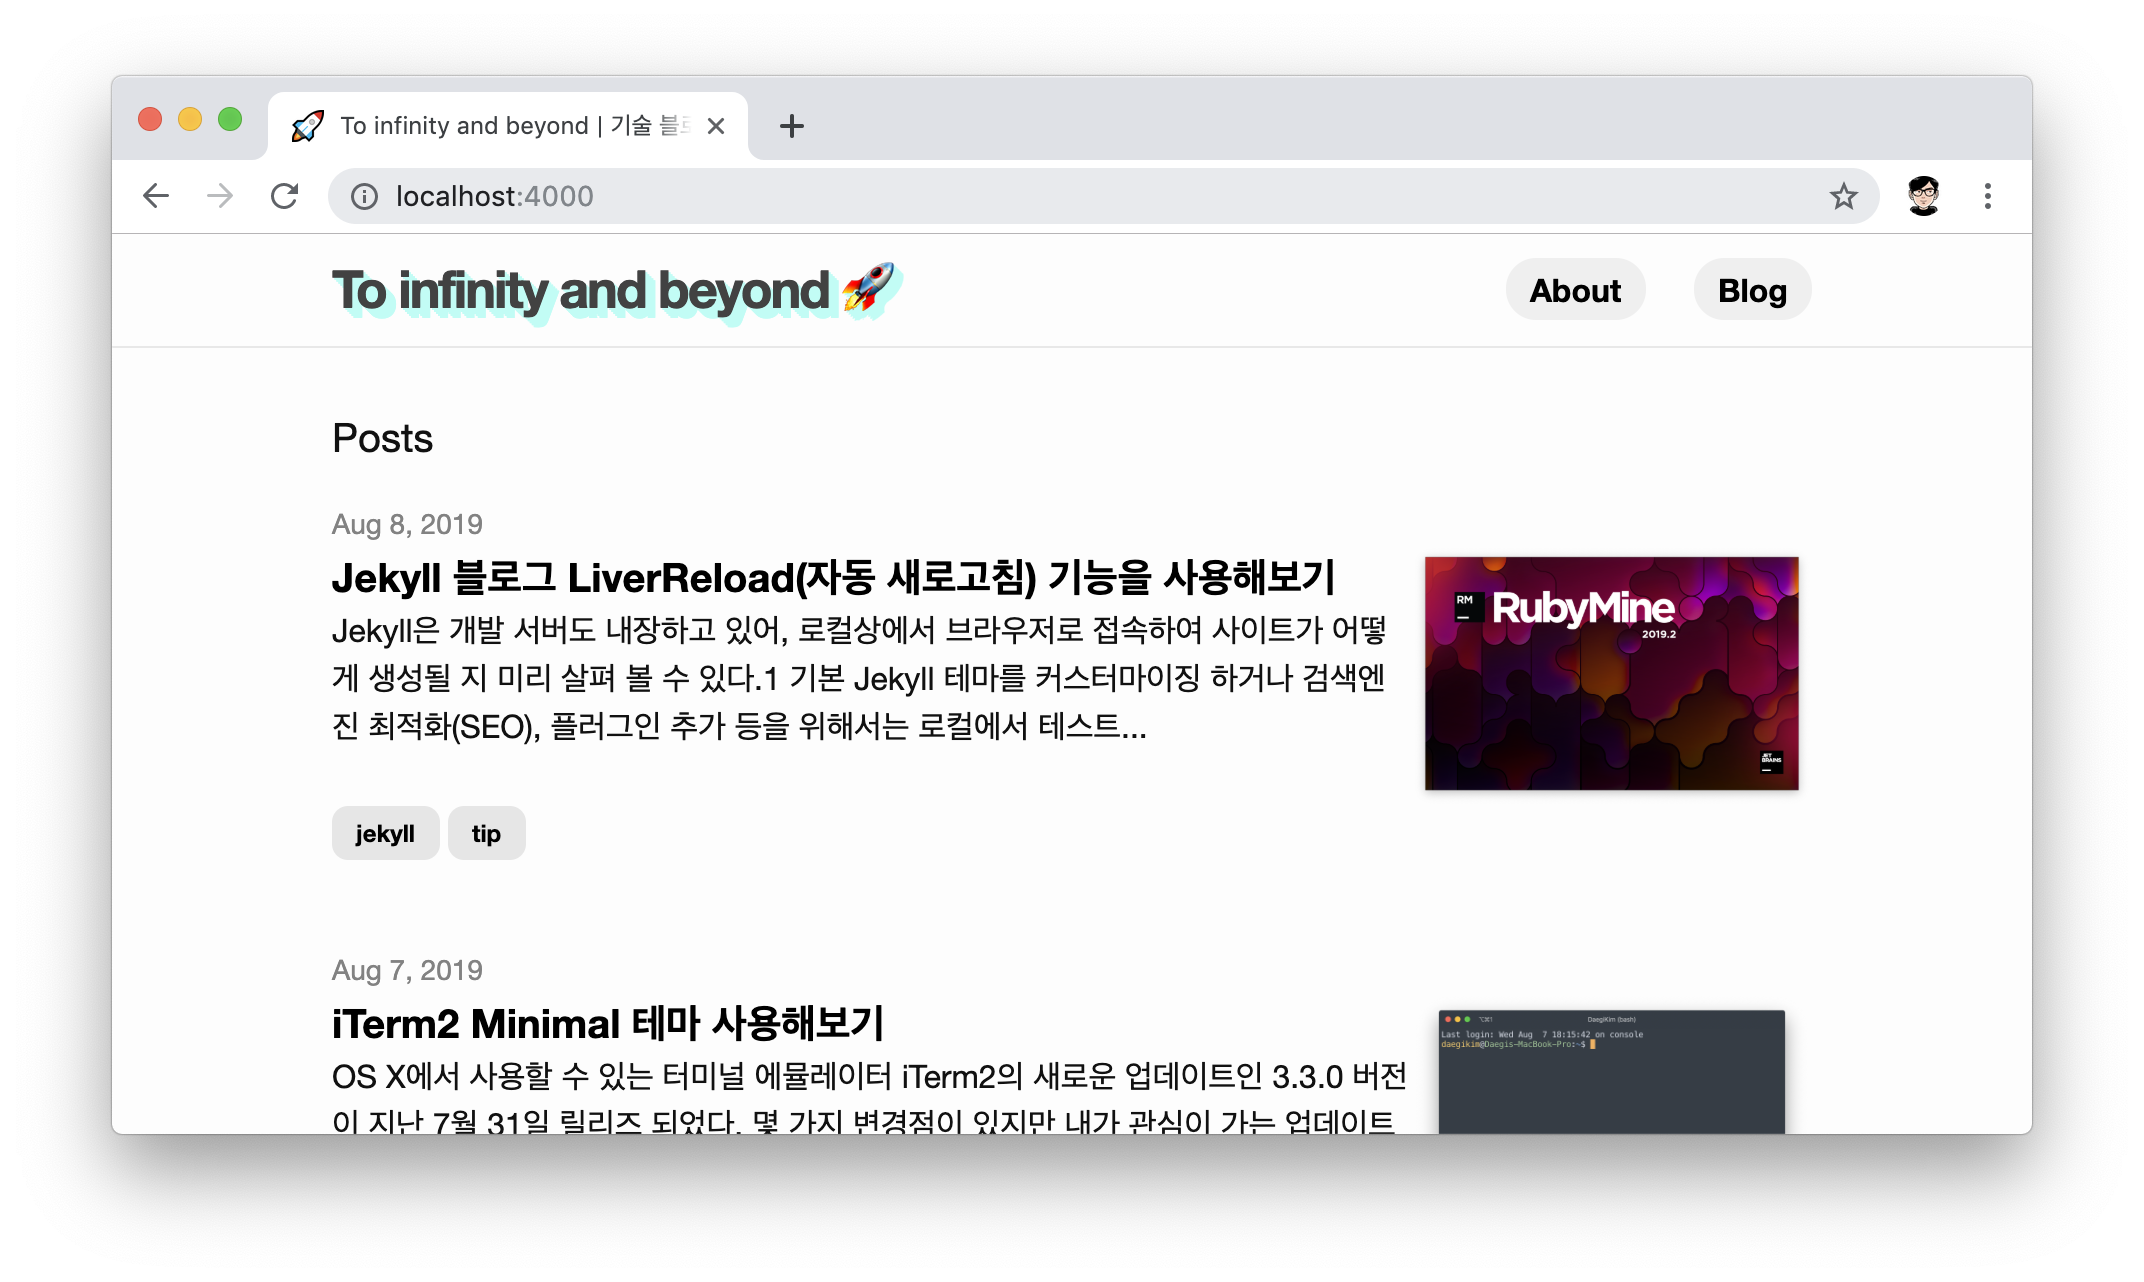 To infinity and beyond | 기술 블로
localhost:4000
To infinity and beyond 🚀
About
Blog
Posts
Aug 8, 2019
Jekyll 블로그 LiverReload(자동 새로고침) 기능을 사용해보기
Jekyll은 개발 서버도 내장하고 있어, 로컬상에서 브라우저로 접속하여 사이트가 어떻
게 생성될 지 미리 살펴 볼 수 있다.1 기본 Jekyll 테마를 커스터마이징 하거나 검색엔
진 최적화(SEO), 플러그인 추가 등을 위해서는 로컬에서 테스트...
RM
RubyMine
2019.2
JET
BRAINS
jekyll
tip
Aug 7, 2019
iTerm2 Minimal 테마 사용해보기
OS X에서 사용할 수 있는 터미널 에뮬레이터 iTerm2의 새로운 업데이트인 3.3.0 버전
이 지난 7월 31일 릴리즈 되었다. 몇 가지 변경점이 있지만 내가 관심이 가는 업데이트
⌥⌘1
DaegiKim (bash)
Last login: Wed Aug 7 18:15:42 on console
daegikim@Daegis-MacBook-Pro:~$